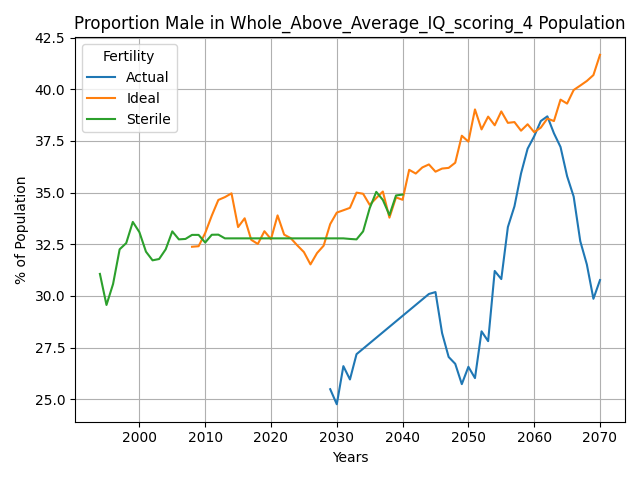 Proportion Male in Whole_Above_Average_IQ_scoring_4 Population
Fertility
Actual
Ideal
Sterile
% of Population
42.5
40.0
37.5
35.0
32.5
30.0
27.5
25.0
2000 2010 2020 2030 2040 2050 2060 2070
Years